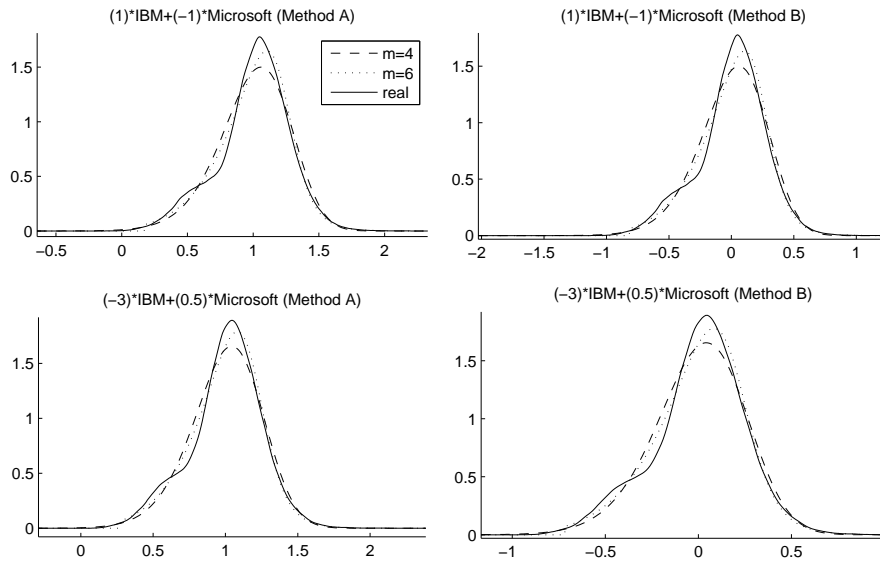 (1)*IBM+(−1)*Microsoft (Method A)
1.5
1
0.5
0
−0.5 0 0.5 1 1.5 2
m=4
m=6
real
(1)*IBM+(−1)*Microsoft (Method B)
1.5
1
0.5
0
−2 −1.5 −1 −0.5 0 0.5 1
(−3)*IBM+(0.5)*Microsoft (Method A)
1.5
1
0.5
0
0 0.5 1 1.5 2
(−3)*IBM+(0.5)*Microsoft (Method B)
1.5
1
0.5
0
−1 −0.5 0 0.5